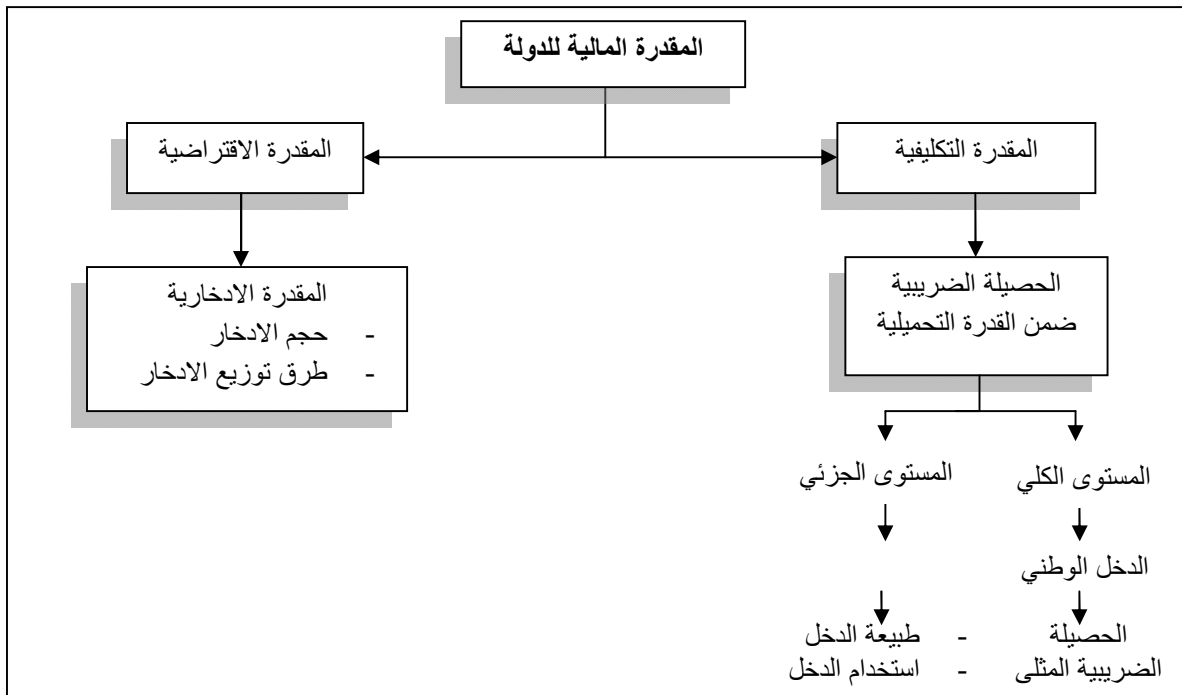 المقدرة المالية للدولة
المقدرة التكليفية
المقدرة الاقتراضية
الحصيلة الضريبية
ضمن القدرة التحميلية
المقدرة الادخارية
- حجم الادخار
- طرق توزيع الادخار
المستوى الكلي
المستوى الجزئي
الدخل الوطني
الحصيلة
الضريبية المثلى
- طبيعة الدخل
- استخدام الدخل